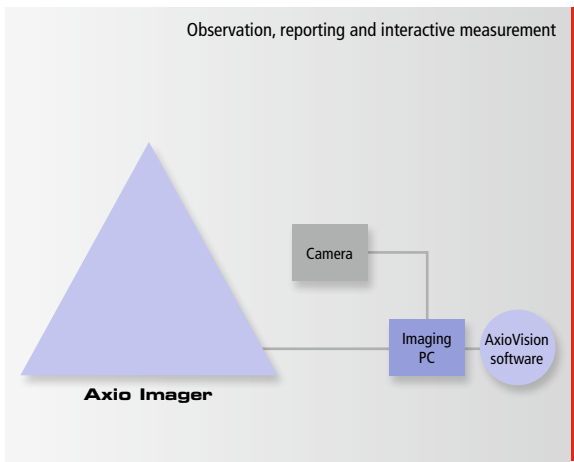 Observation, reporting and interactive measurement
Camera
Imaging
PC
AxioVision
software
Axio Imager